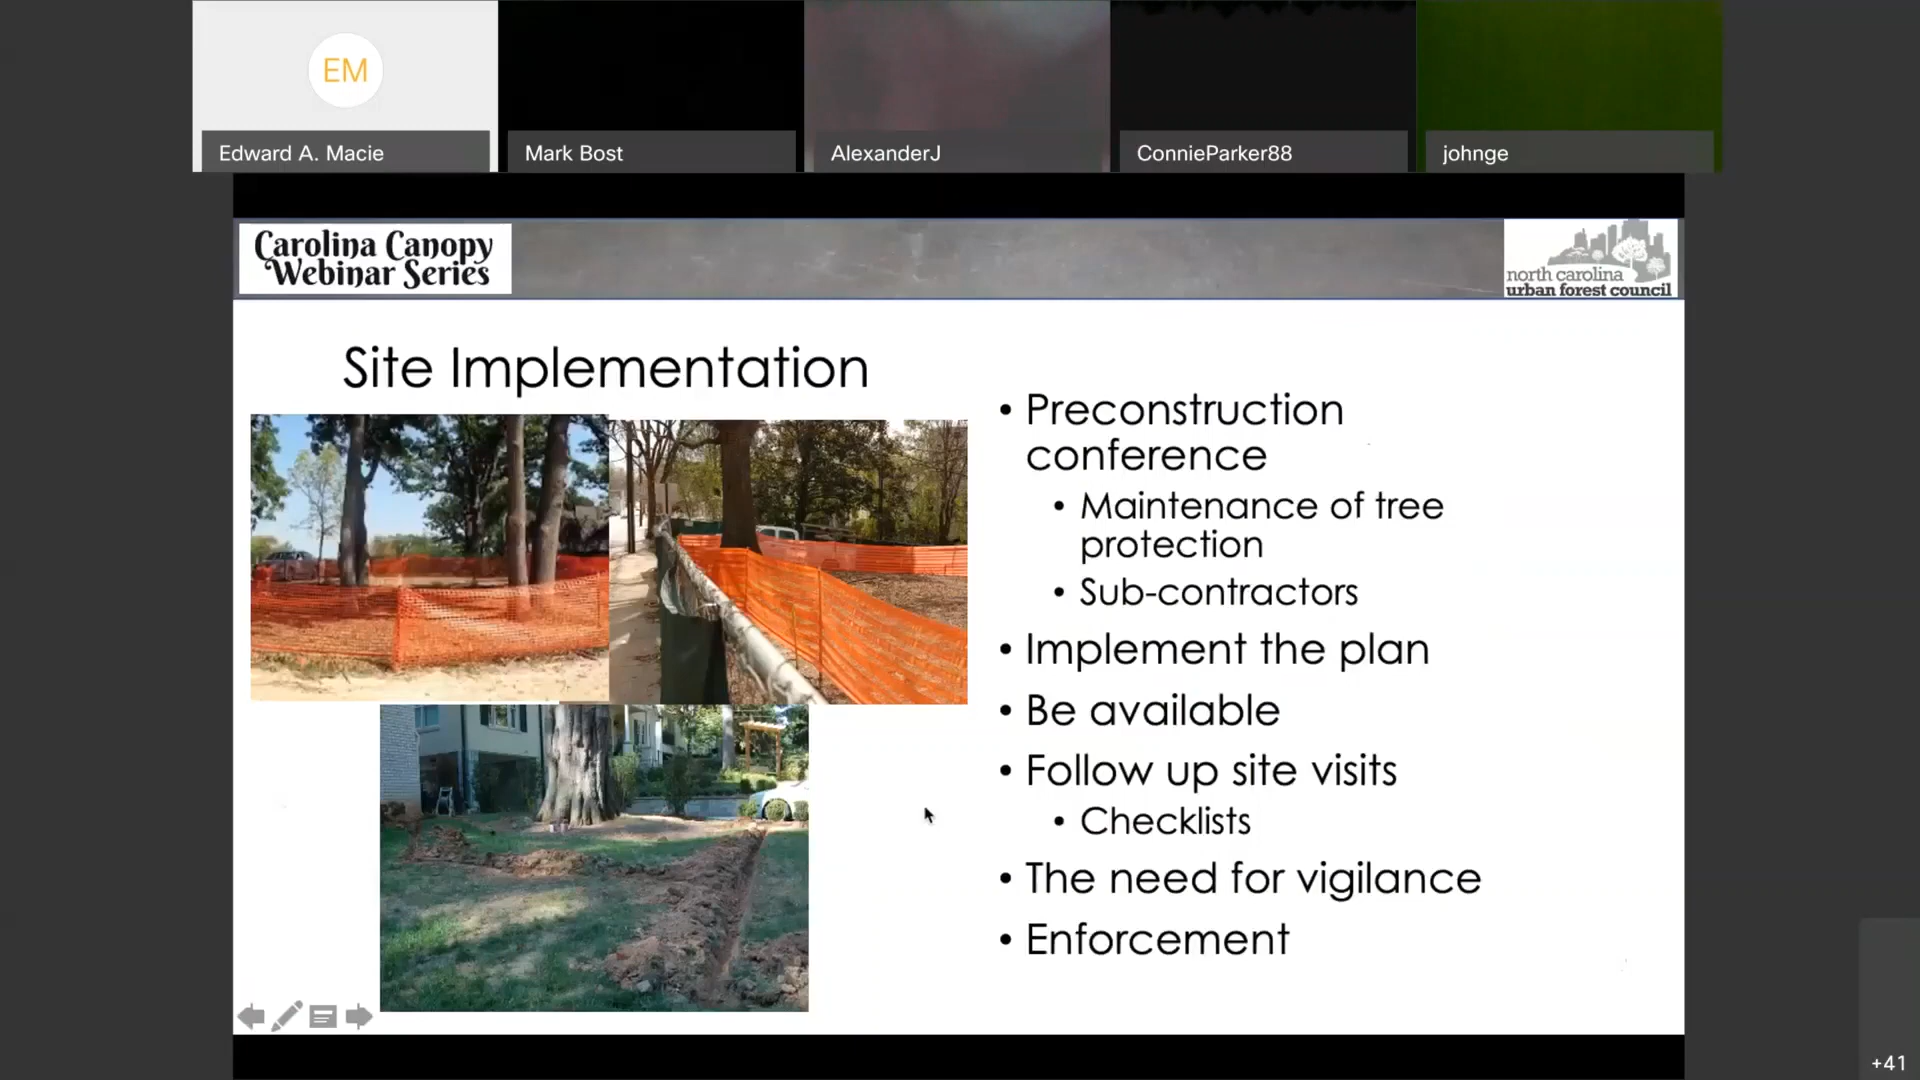 EM
Edward A. Macie
Mark Bost
AlexanderJ
ConnieParker88
johnge
Carolina Canopy
Webinar Series
north carolina
urban forest council
Site Implementation
• Preconstruction
conference
• Maintenance of tree
protection
• Sub-contractors
• Implement the plan
• Be available
• Follow up site visits
• Checklists
• The need for vigilance
• Enforcement
+41